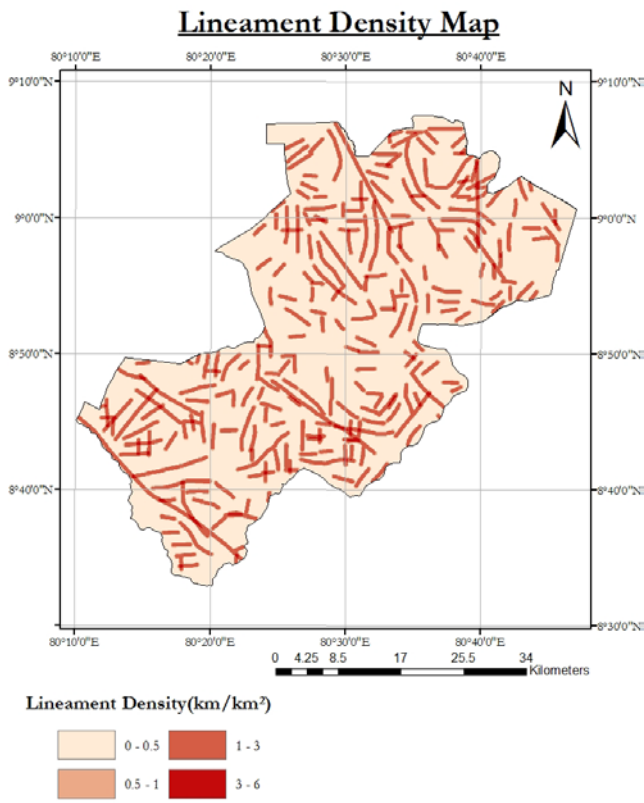 Lineament Density Map
80°10'0"E 80°20'0"E 80°30'0"E 80°40'0"E
9°10'0"N 9°10'0"N
N
9°0'0"N 9°0'0"N
8°50'0"N 8°50'0"N
8°40'0"N 8°40'0"N
8°30'0"N
80°10'0"E 80°20'0"E 80°30'0"E 80°40'0"E
0 4.25 8.5 17 25.5 34
Kilometers
Lineament Density(km/km²)
0 - 0.5 1 - 3
0.5 - 1 3 - 6